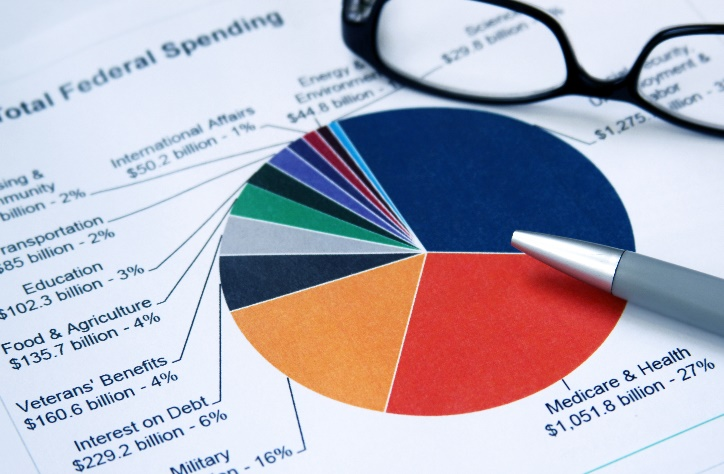 Total Federal Spending
Science
$29.8 billion
Energy &
Environment
$44.8 billion
Security,
&
$1,275.
International Affairs
$50.2 billion - 1%
&
billion - 2%
$85 billion - 2%
Education
$102.3 billion - 3%
Food & Agriculture
$135.7 billion - 4%
Veterans' Benefits
$160.6 billion - 4%
Interest on Debt
$229.2 billion - 6%
Military
- 16%
Medicare & Health
$1,051.8 billion - 27%